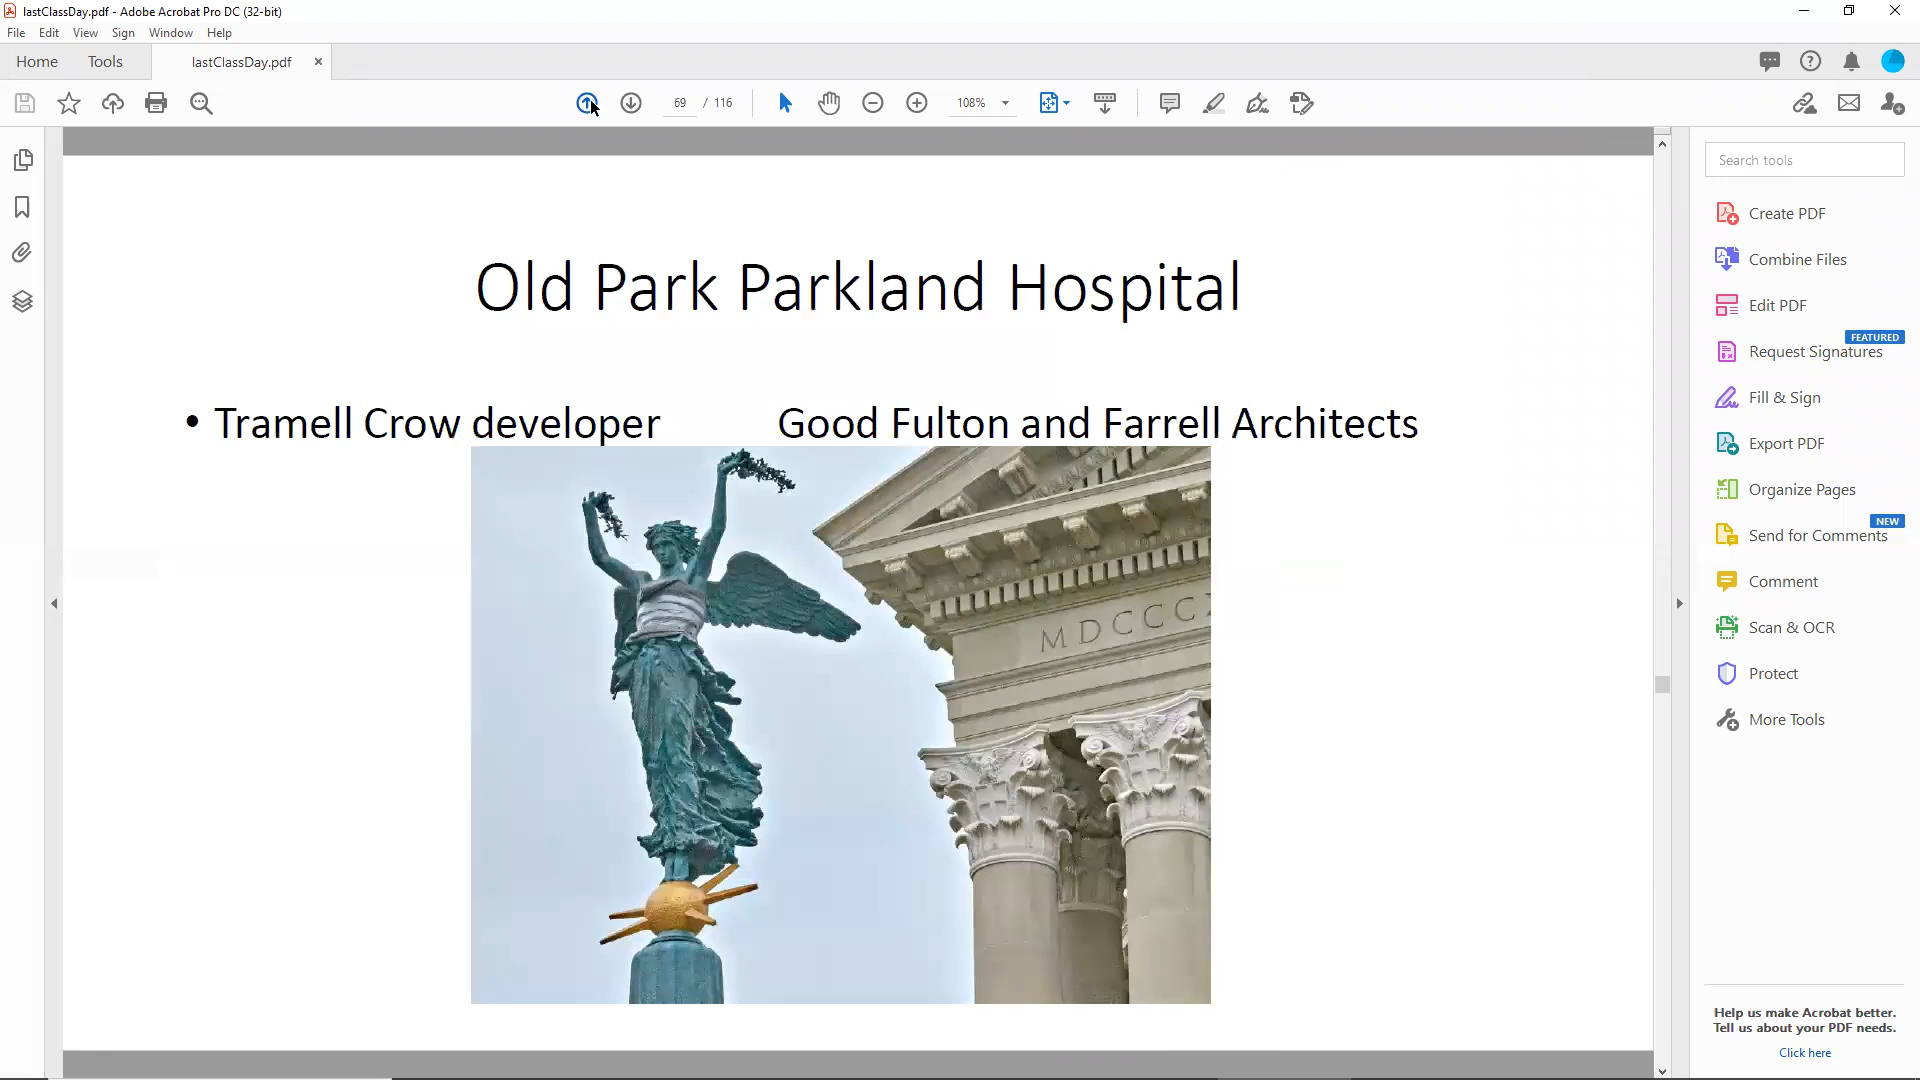 lastClassDay.pdf - Adobe Acrobat Pro DC (32-bit)
File Edit View Sign Window Help
Home Tools lastClassDay.pdf
69 / 116 108%
Search tools
Create PDF
Combine Files
Edit PDF
FEATURED
Request Signatures
Fill & Sign
Export PDF
Organize Pages
NEW
Send for Comments
Comment
Scan & OCR
Protect
More Tools
Help us make Acrobat better.
Tell us about your PDF needs.
Click here
Old Park Parkland Hospital
• Tramell Crow developer Good Fulton and Farrell Architects
MDCCC